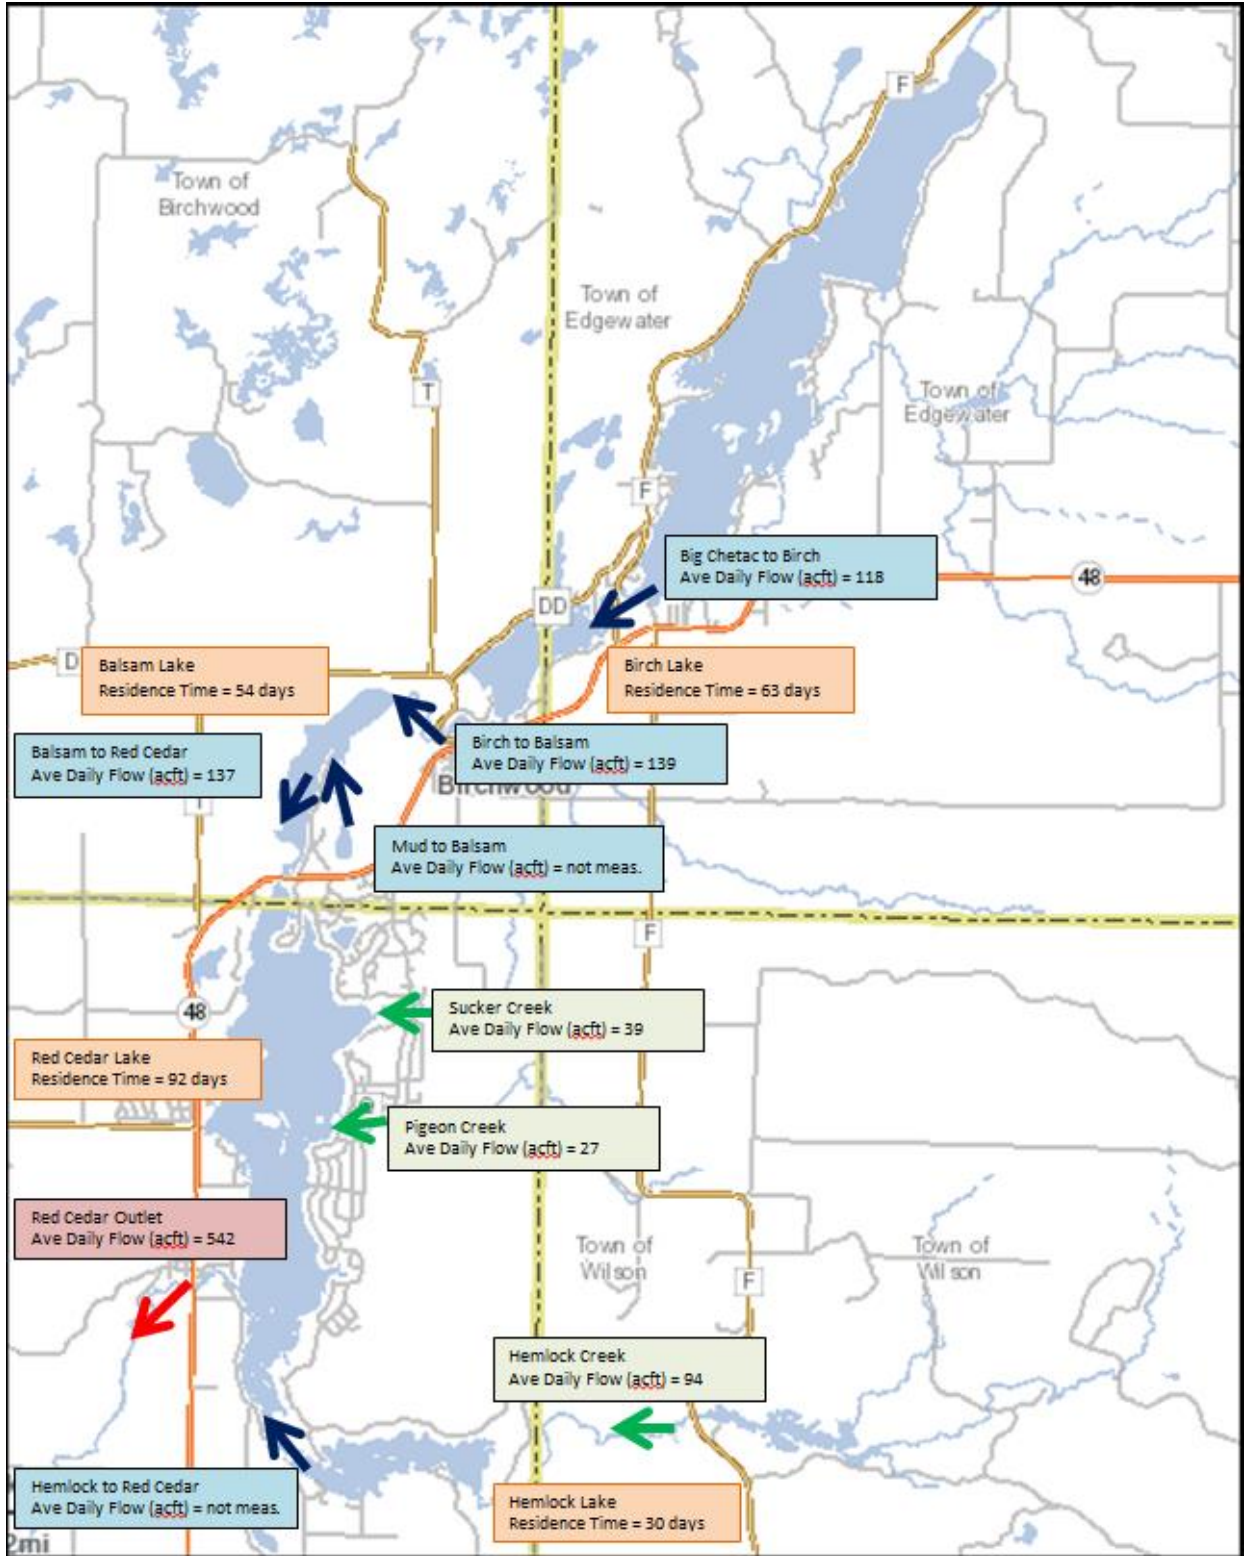 F
Town of
Birchwood
Town of
Edgewater
Town of
Edgewater
T
F
Big Chetac to Birch
Ave Daily Flow (acft) = 118
48
DD
D
Balsam Lake
Residence Time = 54 days
Birch Lake
Residence Time = 63 days
Balsam to Red Cedar
Ave Daily Flow (acft) = 137
Birch to Balsam
Ave Daily Flow (acft) = 139
Birchwood
Mud to Balsam
Ave Daily Flow (acft) = not meas.
F
48
Sucker Creek
Ave Daily Flow (acft) = 39
Red Cedar Lake
Residence Time = 92 days
Pigeon Creek
Ave Daily Flow (acft) = 27
Red Cedar Outlet
Ave Daily Flow (acft) = 542
Town of
Wilson
Town of
Wilson
F
Hemlock Creek
Ave Daily Flow (acft) = 94
Hemlock to Red Cedar
Ave Daily Flow (acft) = not meas.
Hemlock Lake
Residence Time = 30 days
2mi